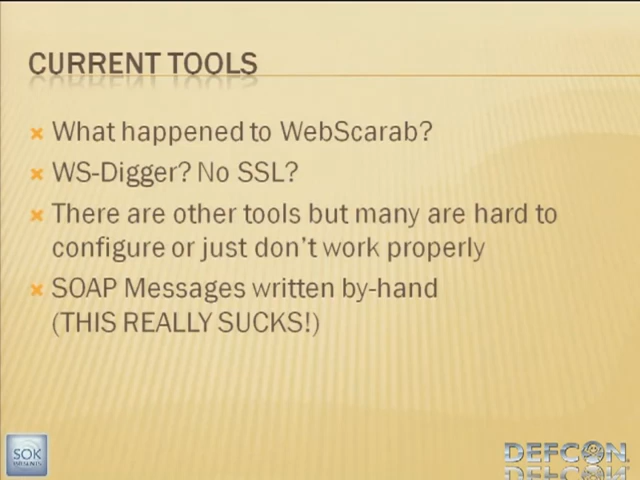 CURRENT TOOLS
What happened to WebScarab?
WS-Digger? No SSL?
There are other tools but many are hard to
configure or just don't work properly
SOAP Messages written by-hand
(THIS REALLY SUCKS!)
SOK
DEFCON